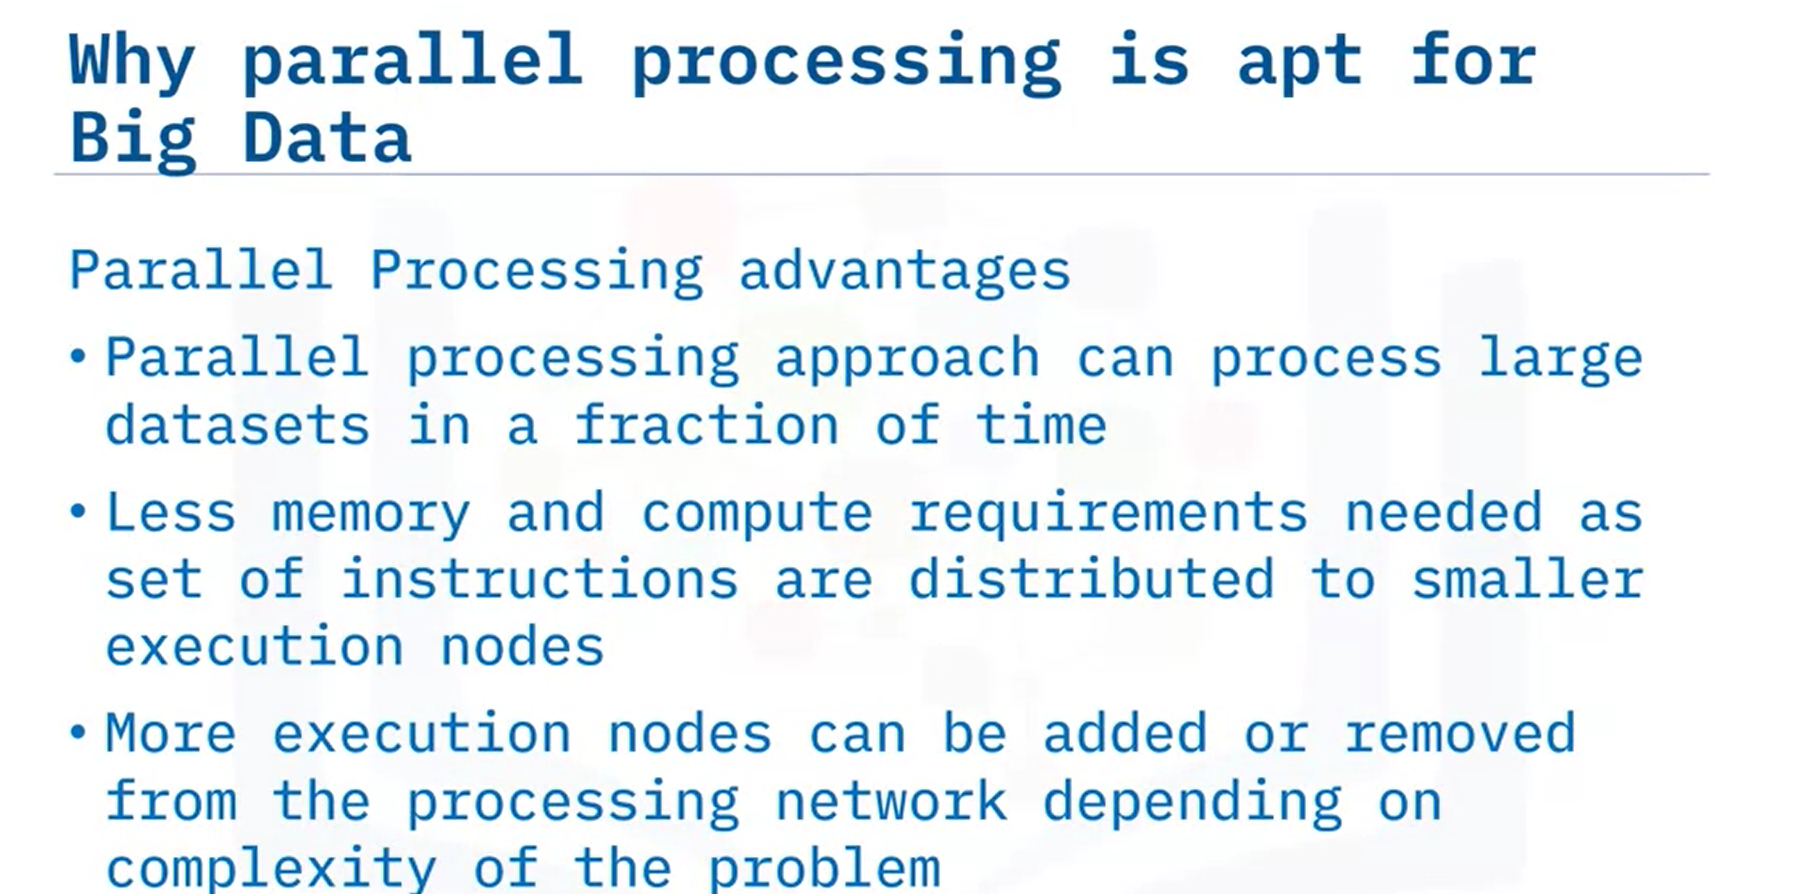 Why parallel processing is apt for
Big Data
Parallel Processing advantages
• Parallel processing approach can process large
datasets in a fraction of time
• Less memory and compute requirements needed as
set of instructions are distributed to smaller
execution nodes
• More execution nodes can be added or removed
from the processing network depending on
complexity of the problem